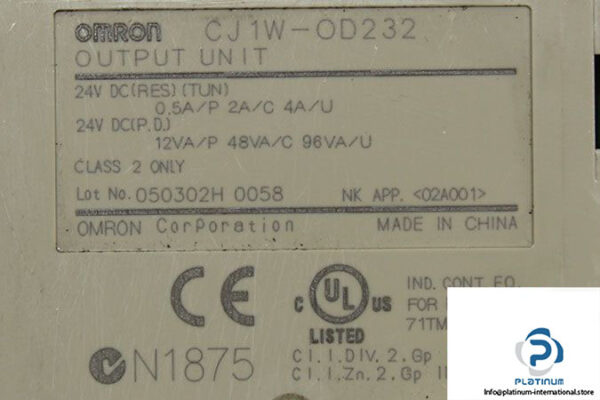 OMRON CJ1W-OD232
OUTPUT UNIT
24V DC(RES)(TUN)
0.5A/P 2A/C 4A/U
24V DC(P.D.)
12VA/P 48VA/C 96VA/U
CLASS 2 ONLY
Lot No. 050302H 0058 NK APP. <02A001>
OMRON Corporation MADE IN CHINA
CE
C UL US
LISTED
IND. CONT. EQ.
FOR
71TM
N1875
Cl.I.DIV.2.Gp
Cl.I.Zn.2.Gp
PLATINUM
Info@platinum-international.store